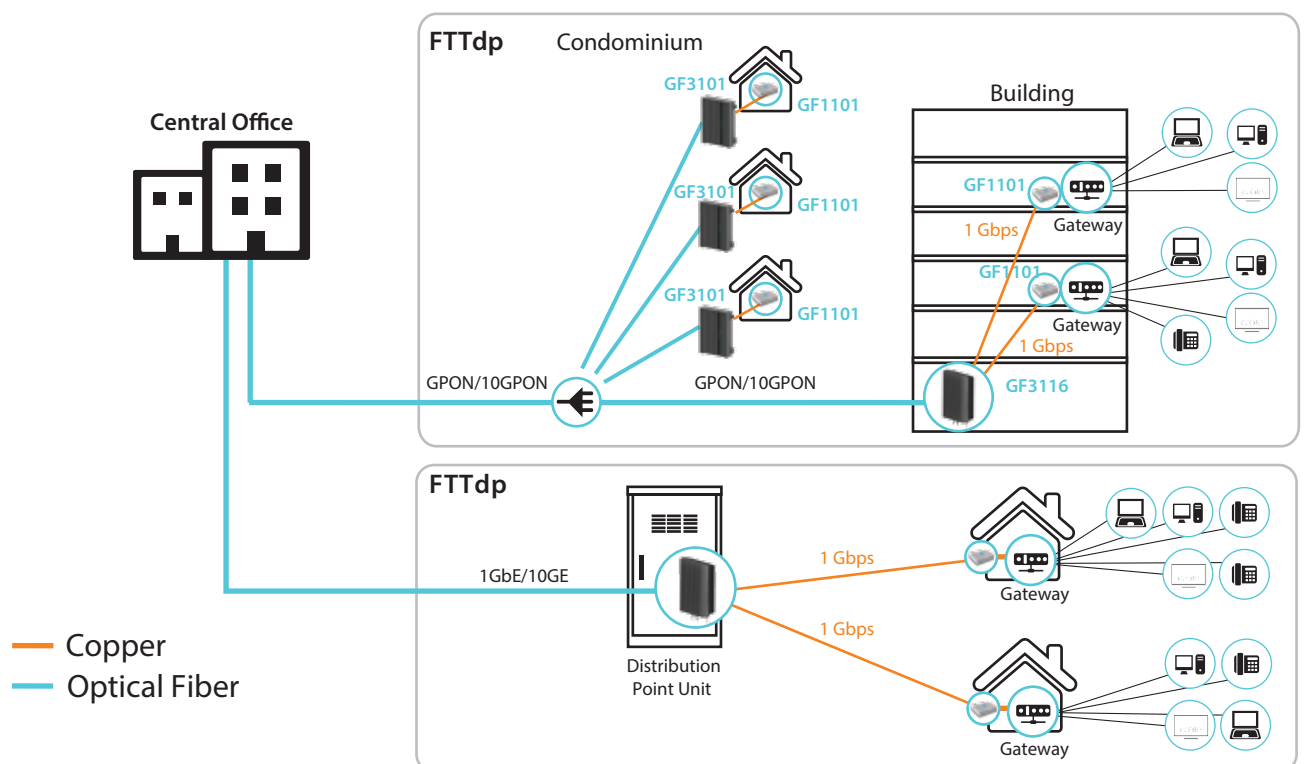 FTTdp
Condominium
Central Office
GF3101
GF1101
GF3101
GF1101
GF3101
GF1101
Building
GF1101
1 Gbps
Gateway
GF1101
Gateway
1 Gbps
GF3116
GPON/10GPON
GPON/10GPON
FTTdp
1GbE/10GE
Distribution
Point Unit
1 Gbps
1 Gbps
Gateway
Gateway
Copper
Optical Fiber